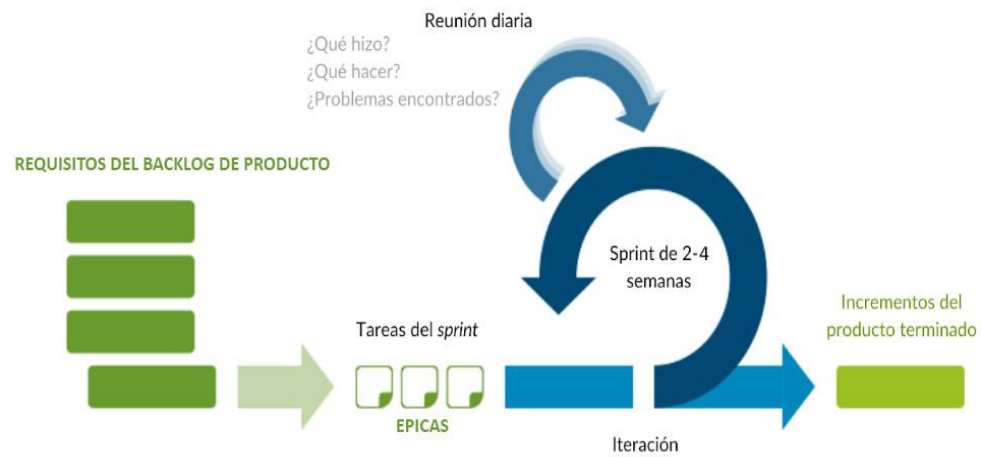 Reunión diaria
¿Qué hizo?
¿Qué hacer?
¿Problemas encontrados?
REQUISITOS DEL BACKLOG DE PRODUCTO
Sprint de 2-4
semanas
Incrementos del
producto terminado
Tareas del sprint
EPICAS
Iteración